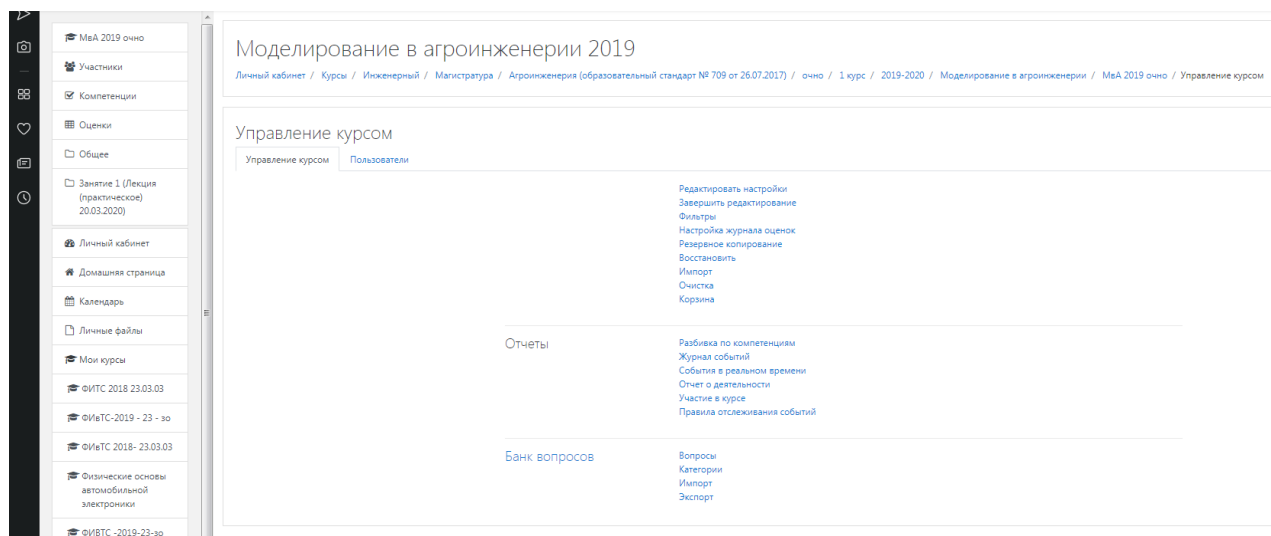 МвА 2019 очно
Участники
Компетенции
Оценки
Общее
Занятие 1 (Лекция
(практическое)
20.03.2020)
Личный кабинет
Домашняя страница
Календарь
Личные файлы
Мои курсы
ФИТС 2018 23.03.03
ФИвТС-2019 - 23 - зо
ФИвТС 2018- 23.03.03
Физические основы
автомобильной
электроники
ФИВТС -2019-23-зо
Моделирование в агроинженерии 2019
Личный кабинет / Курсы / Инженерный / Магистратура / Агроинженерия (образовательный стандарт № 709 от 26.07.2017) / очно / 1 курс / 2019-2020 / Моделирование в агроинженерии / МвА 2019 очно / Управление курсом
Управление курсом
Управление курсом Пользователи
Редактировать настройки
Завершить редактирование
Фильтры
Настройка журнала оценок
Резервное копирование
Восстановить
Импорт
Очистка
Корзина
Отчеты
Разбивка по компетенциям
Журнал событий
События в реальном времени
Отчет о деятельности
Участие в курсе
Правила отслеживания событий
Банк вопросов
Вопросы
Категории
Импорт
Экспорт